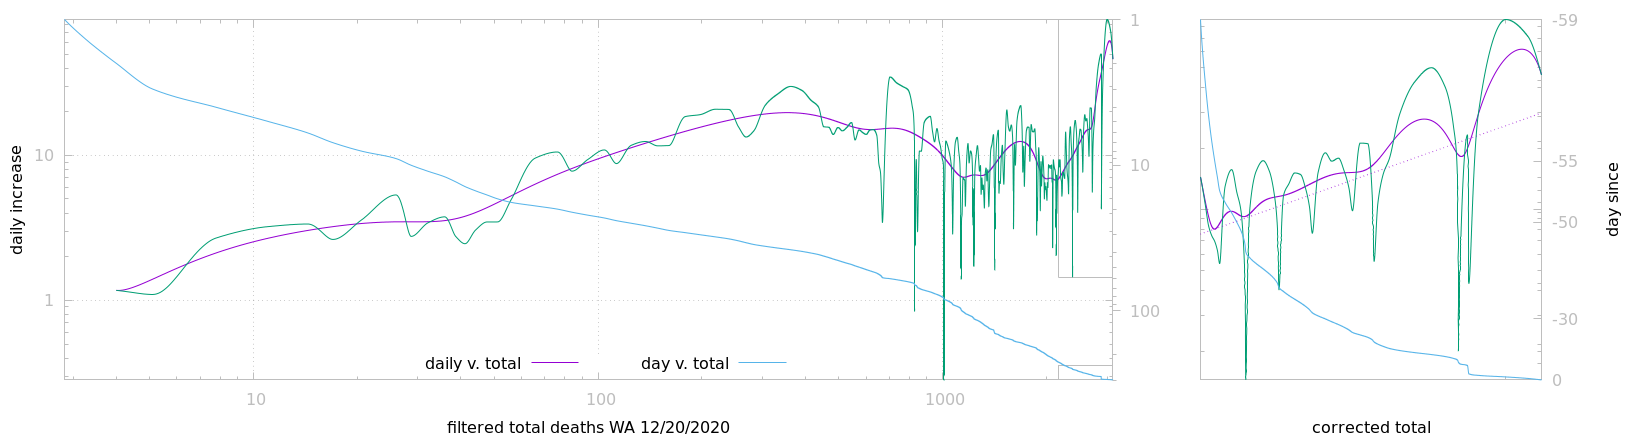 daily increase
10
1
daily v. total
day v. total
10
100
1000
1
10
100
filtered total deaths WA 12/20/2020
-59
-55
-50
-30
0
day since
corrected total